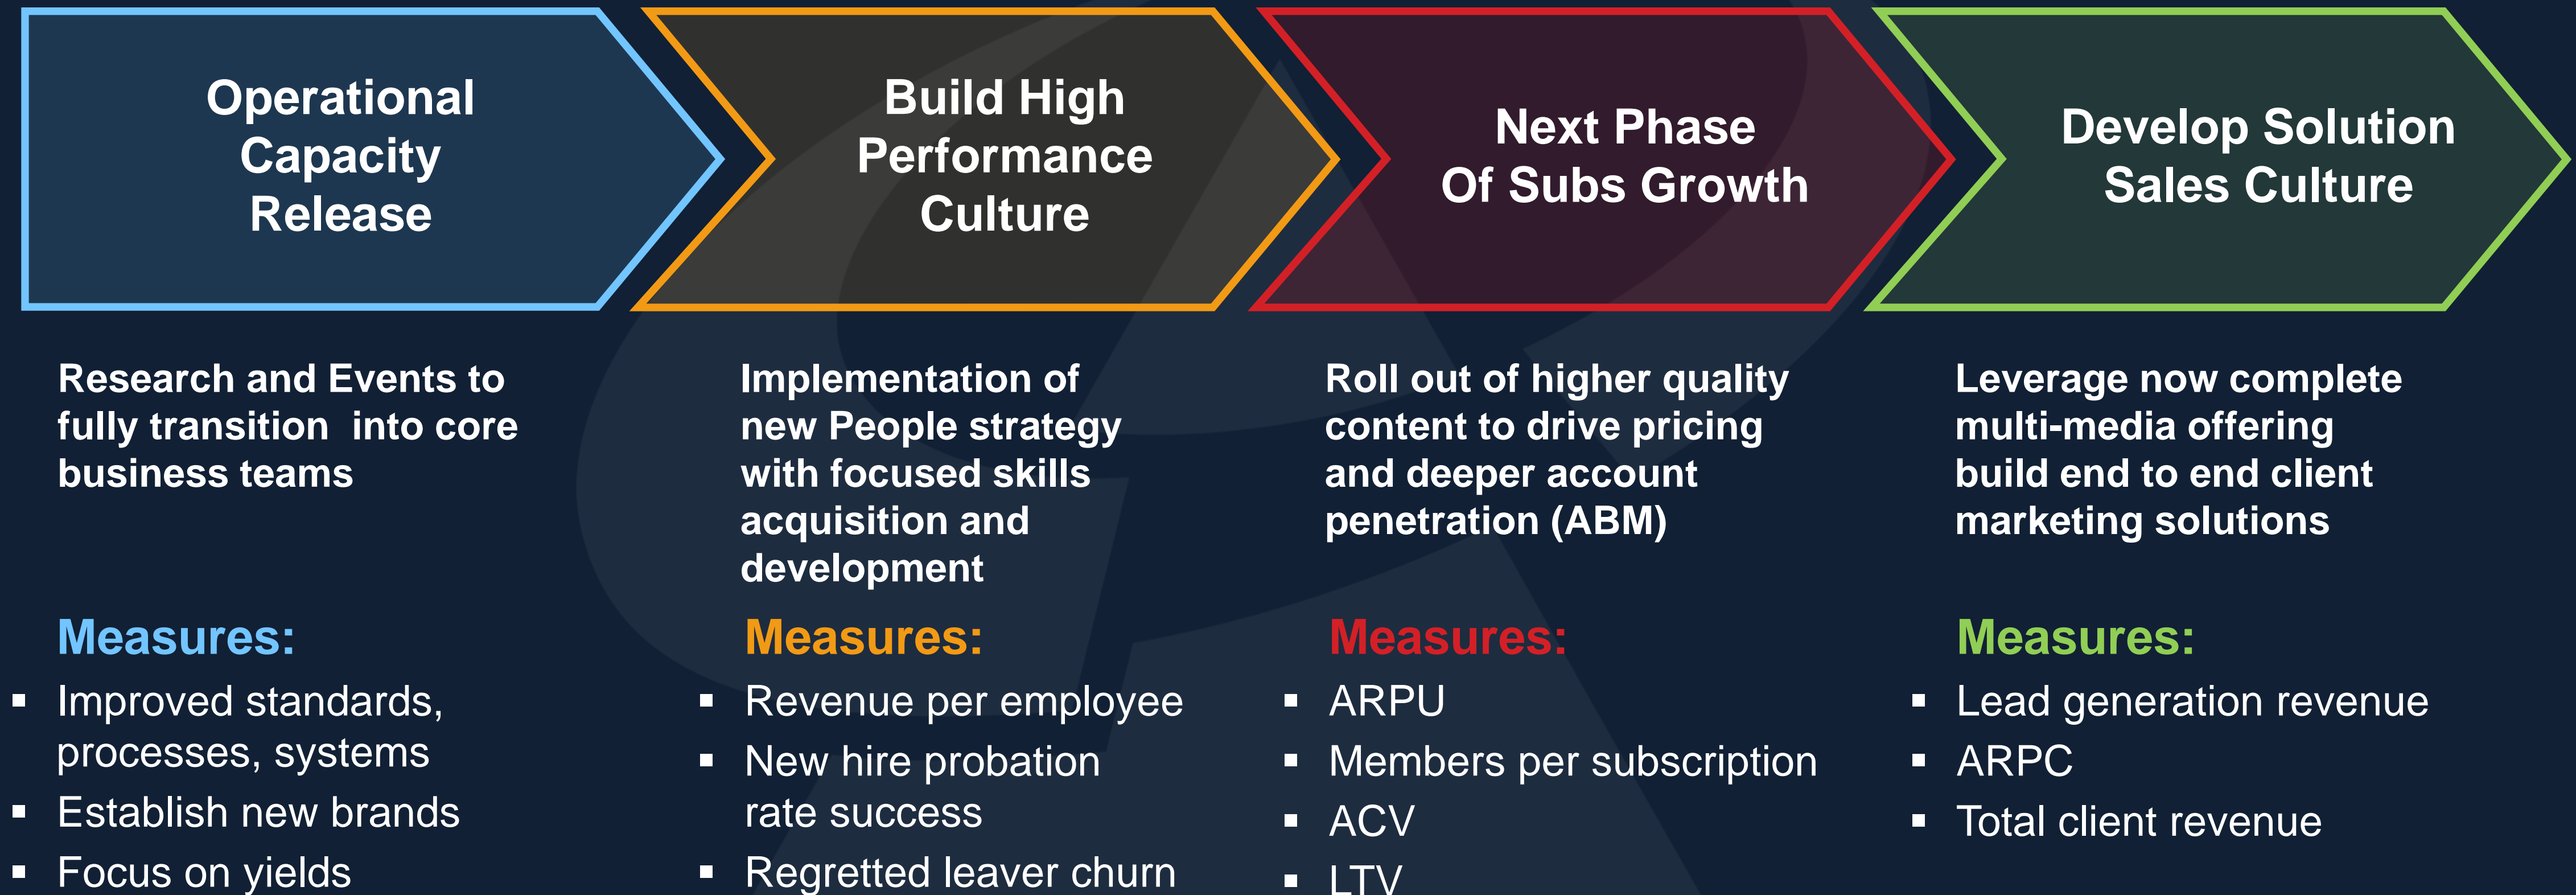 Operational
Capacity
Release
Build High
Performance
Culture
Next Phase
Of Subs Growth
Develop Solution
Sales Culture
Research and Events to
fully transition  into core
business teams
Implementation of
new People strategy
with focused skills
acquisition and
development
Roll out of higher quality
content to drive pricing
and deeper account
penetration (ABM)
Leverage now complete
multi-media offering
build end to end client
marketing solutions
Measures:
▪ Improved standards,
processes, systems
▪ Establish new brands
▪ Focus on yields
Measures:
▪ Revenue per employee
▪ New hire probation
rate success
▪ Regretted leaver churn
Measures:
▪ ARPU
▪ Members per subscription
▪ ACV
▪ LTV
Measures:
▪ Lead generation revenue
▪ ARPC
▪ Total client revenue